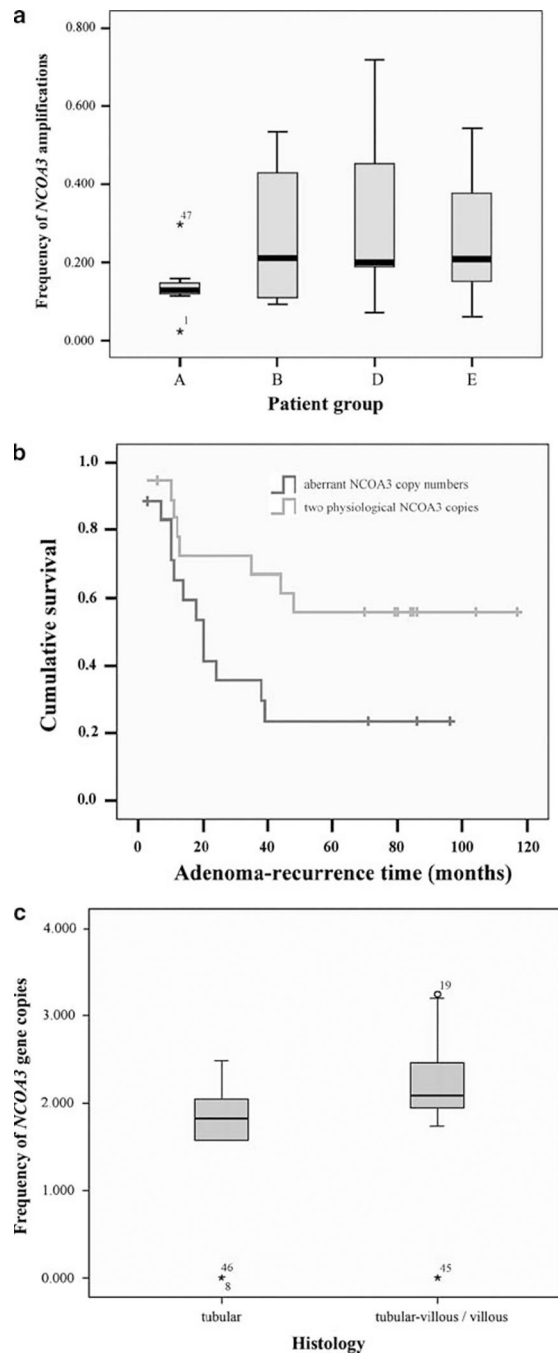 a
Frequency of NCOA3 amplifications
0.800
0.600
0.400
0.200
0.000
47
1
A B D E
Patient group
b
Cumulative survival
1.0
0.8
0.6
0.4
0.2
0.0
aberrant NCOA3 copy numbers
two physiological NCOA3 copies
0 20 40 60 80 100 120
Adenoma-recurrence time (months)
c
Frequency of NCOA3 gene copies
4.000
3.000
2.000
1.000
0.000
19
46
8
45
tubular tubular-villous / villous
Histology